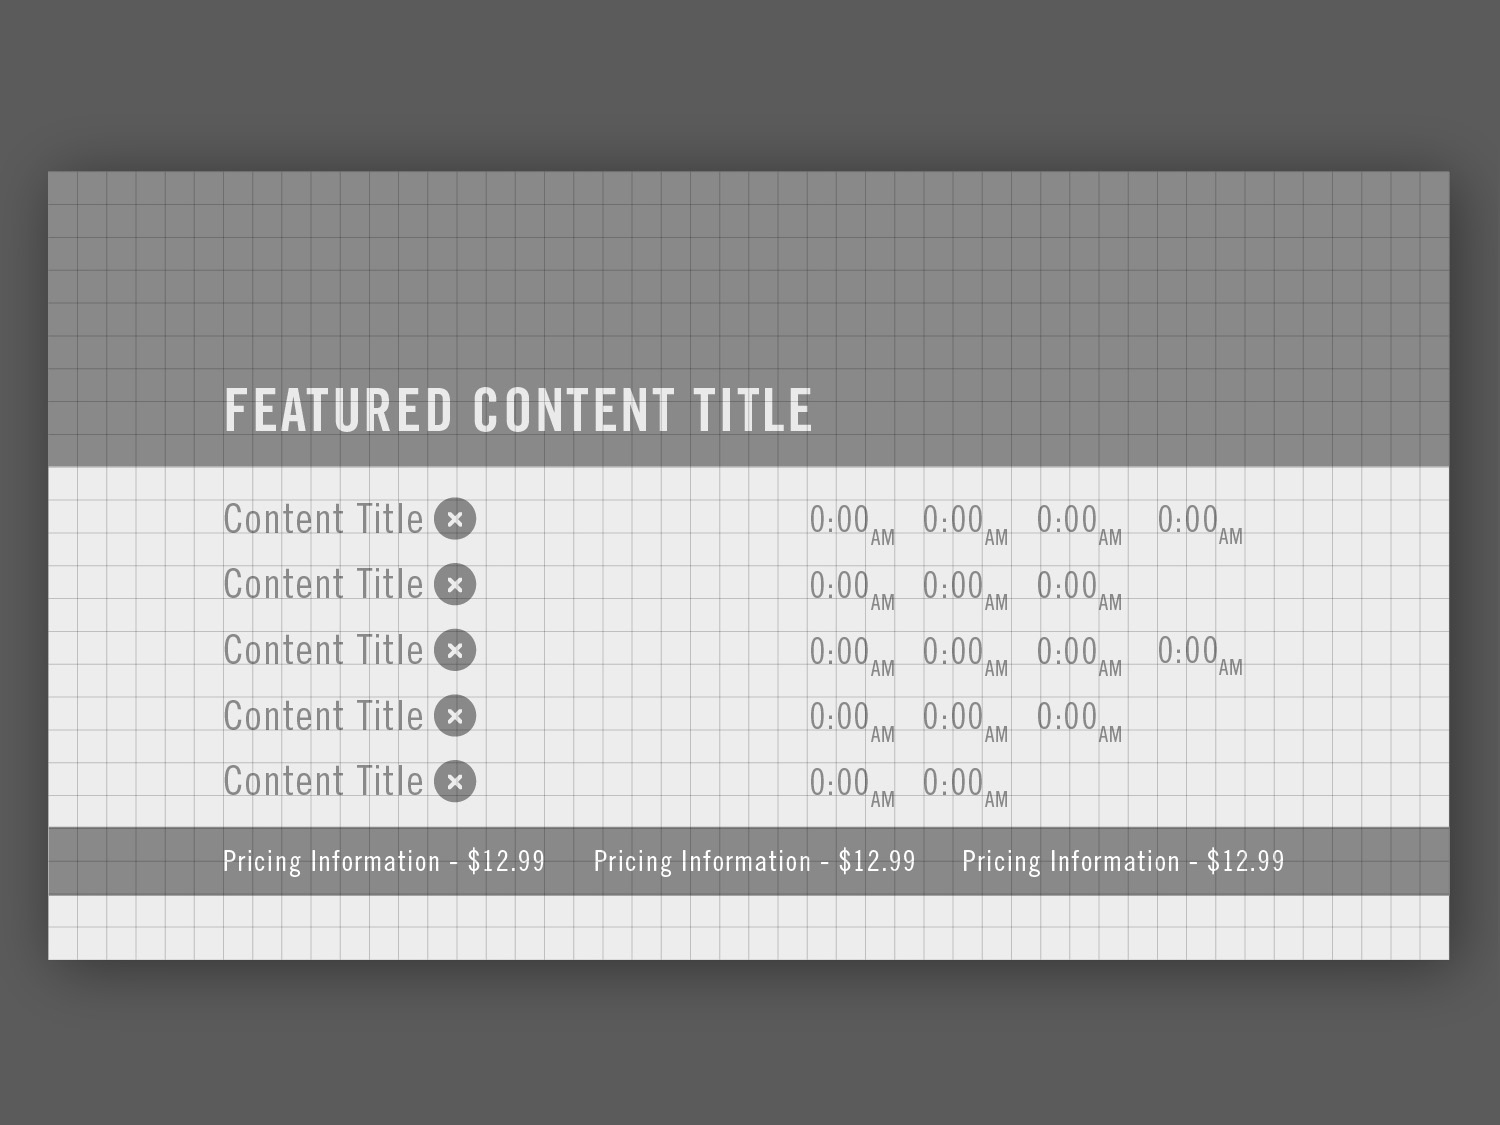 FEATURED CONTENT TITLE
Content Title 0:00AM 0:00AM 0:00AM 0:00AM
Content Title 0:00AM 0:00AM 0:00AM
Content Title 0:00AM 0:00AM 0:00AM 0:00AM
Content Title 0:00AM 0:00AM 0:00AM
Content Title 0:00AM 0:00AM
Pricing Information - $12.99 Pricing Information - $12.99 Pricing Information - $12.99